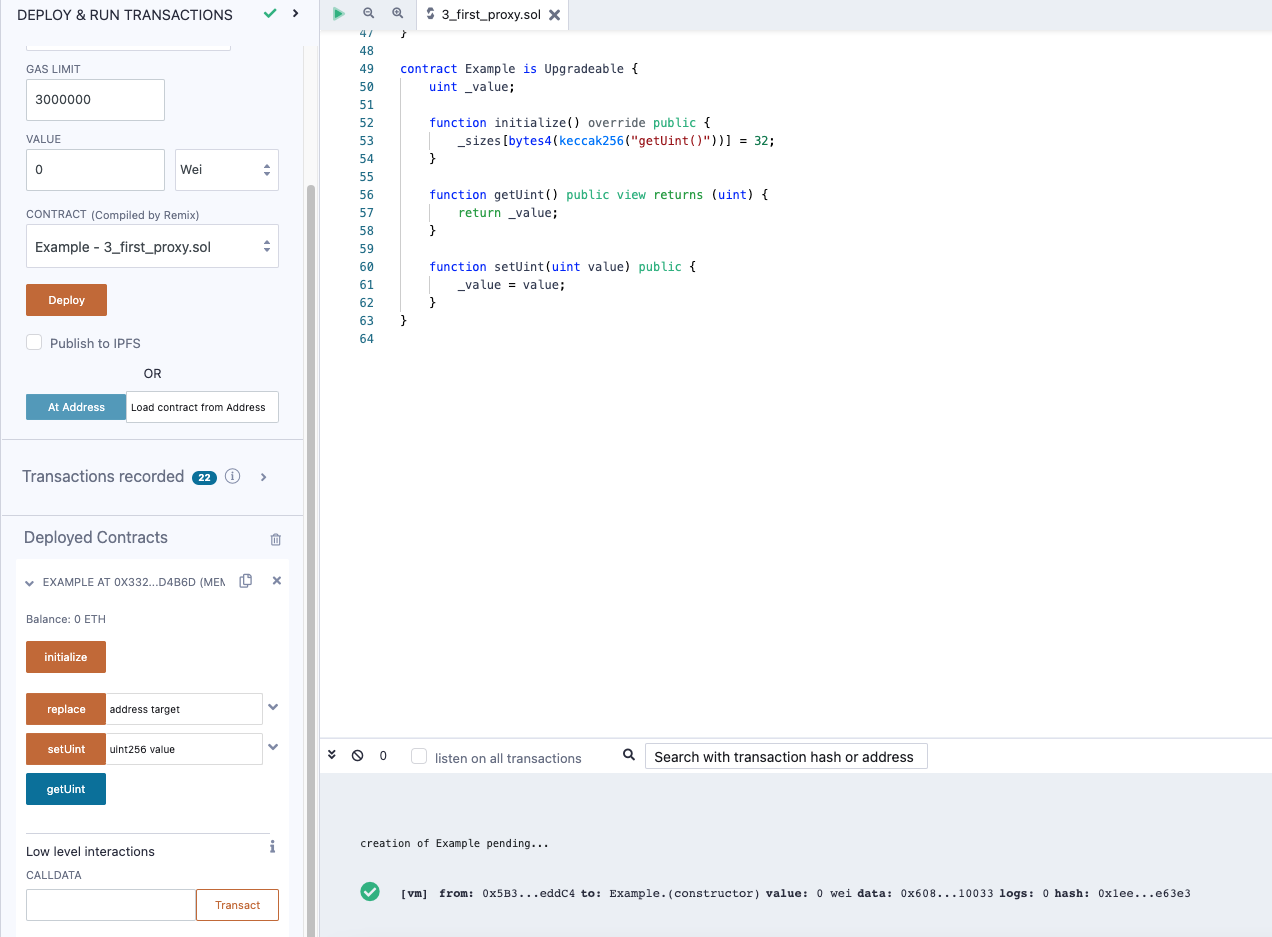 DEPLOY & RUN TRANSACTIONS
GAS LIMIT
3000000
VALUE
0
Wei
CONTRACT (Compiled by Remix)
Example - 3_first_proxy.sol
Deploy
Publish to IPFS
OR
At Address
Load contract from Address
Transactions recorded 22
Deployed Contracts
EXAMPLE AT 0X332...D4B6D (MEM
Balance: 0 ETH
initialize
replace
address target
setUint
uint256 value
getUint
Low level interactions
CALLDATA
Transact
3_first_proxy.sol
47 }
48
49 contract Example is Upgradeable {
50 uint _value;
51
52 function initialize() override public {
53 _sizes[bytes4(keccak256("getUint()"))] = 32;
54 }
55
56 function getUint() public view returns (uint) {
57 return _value;
58 }
59
60 function setUint(uint value) public {
61 _value = value;
62 }
63 }
64
0
listen on all transactions
Search with transaction hash or address
creation of Example pending...
[vm] from: 0x5B3...eddC4 to: Example.(constructor) value: 0 wei data: 0x608...10033 logs: 0 hash: 0x1ee...e63e3